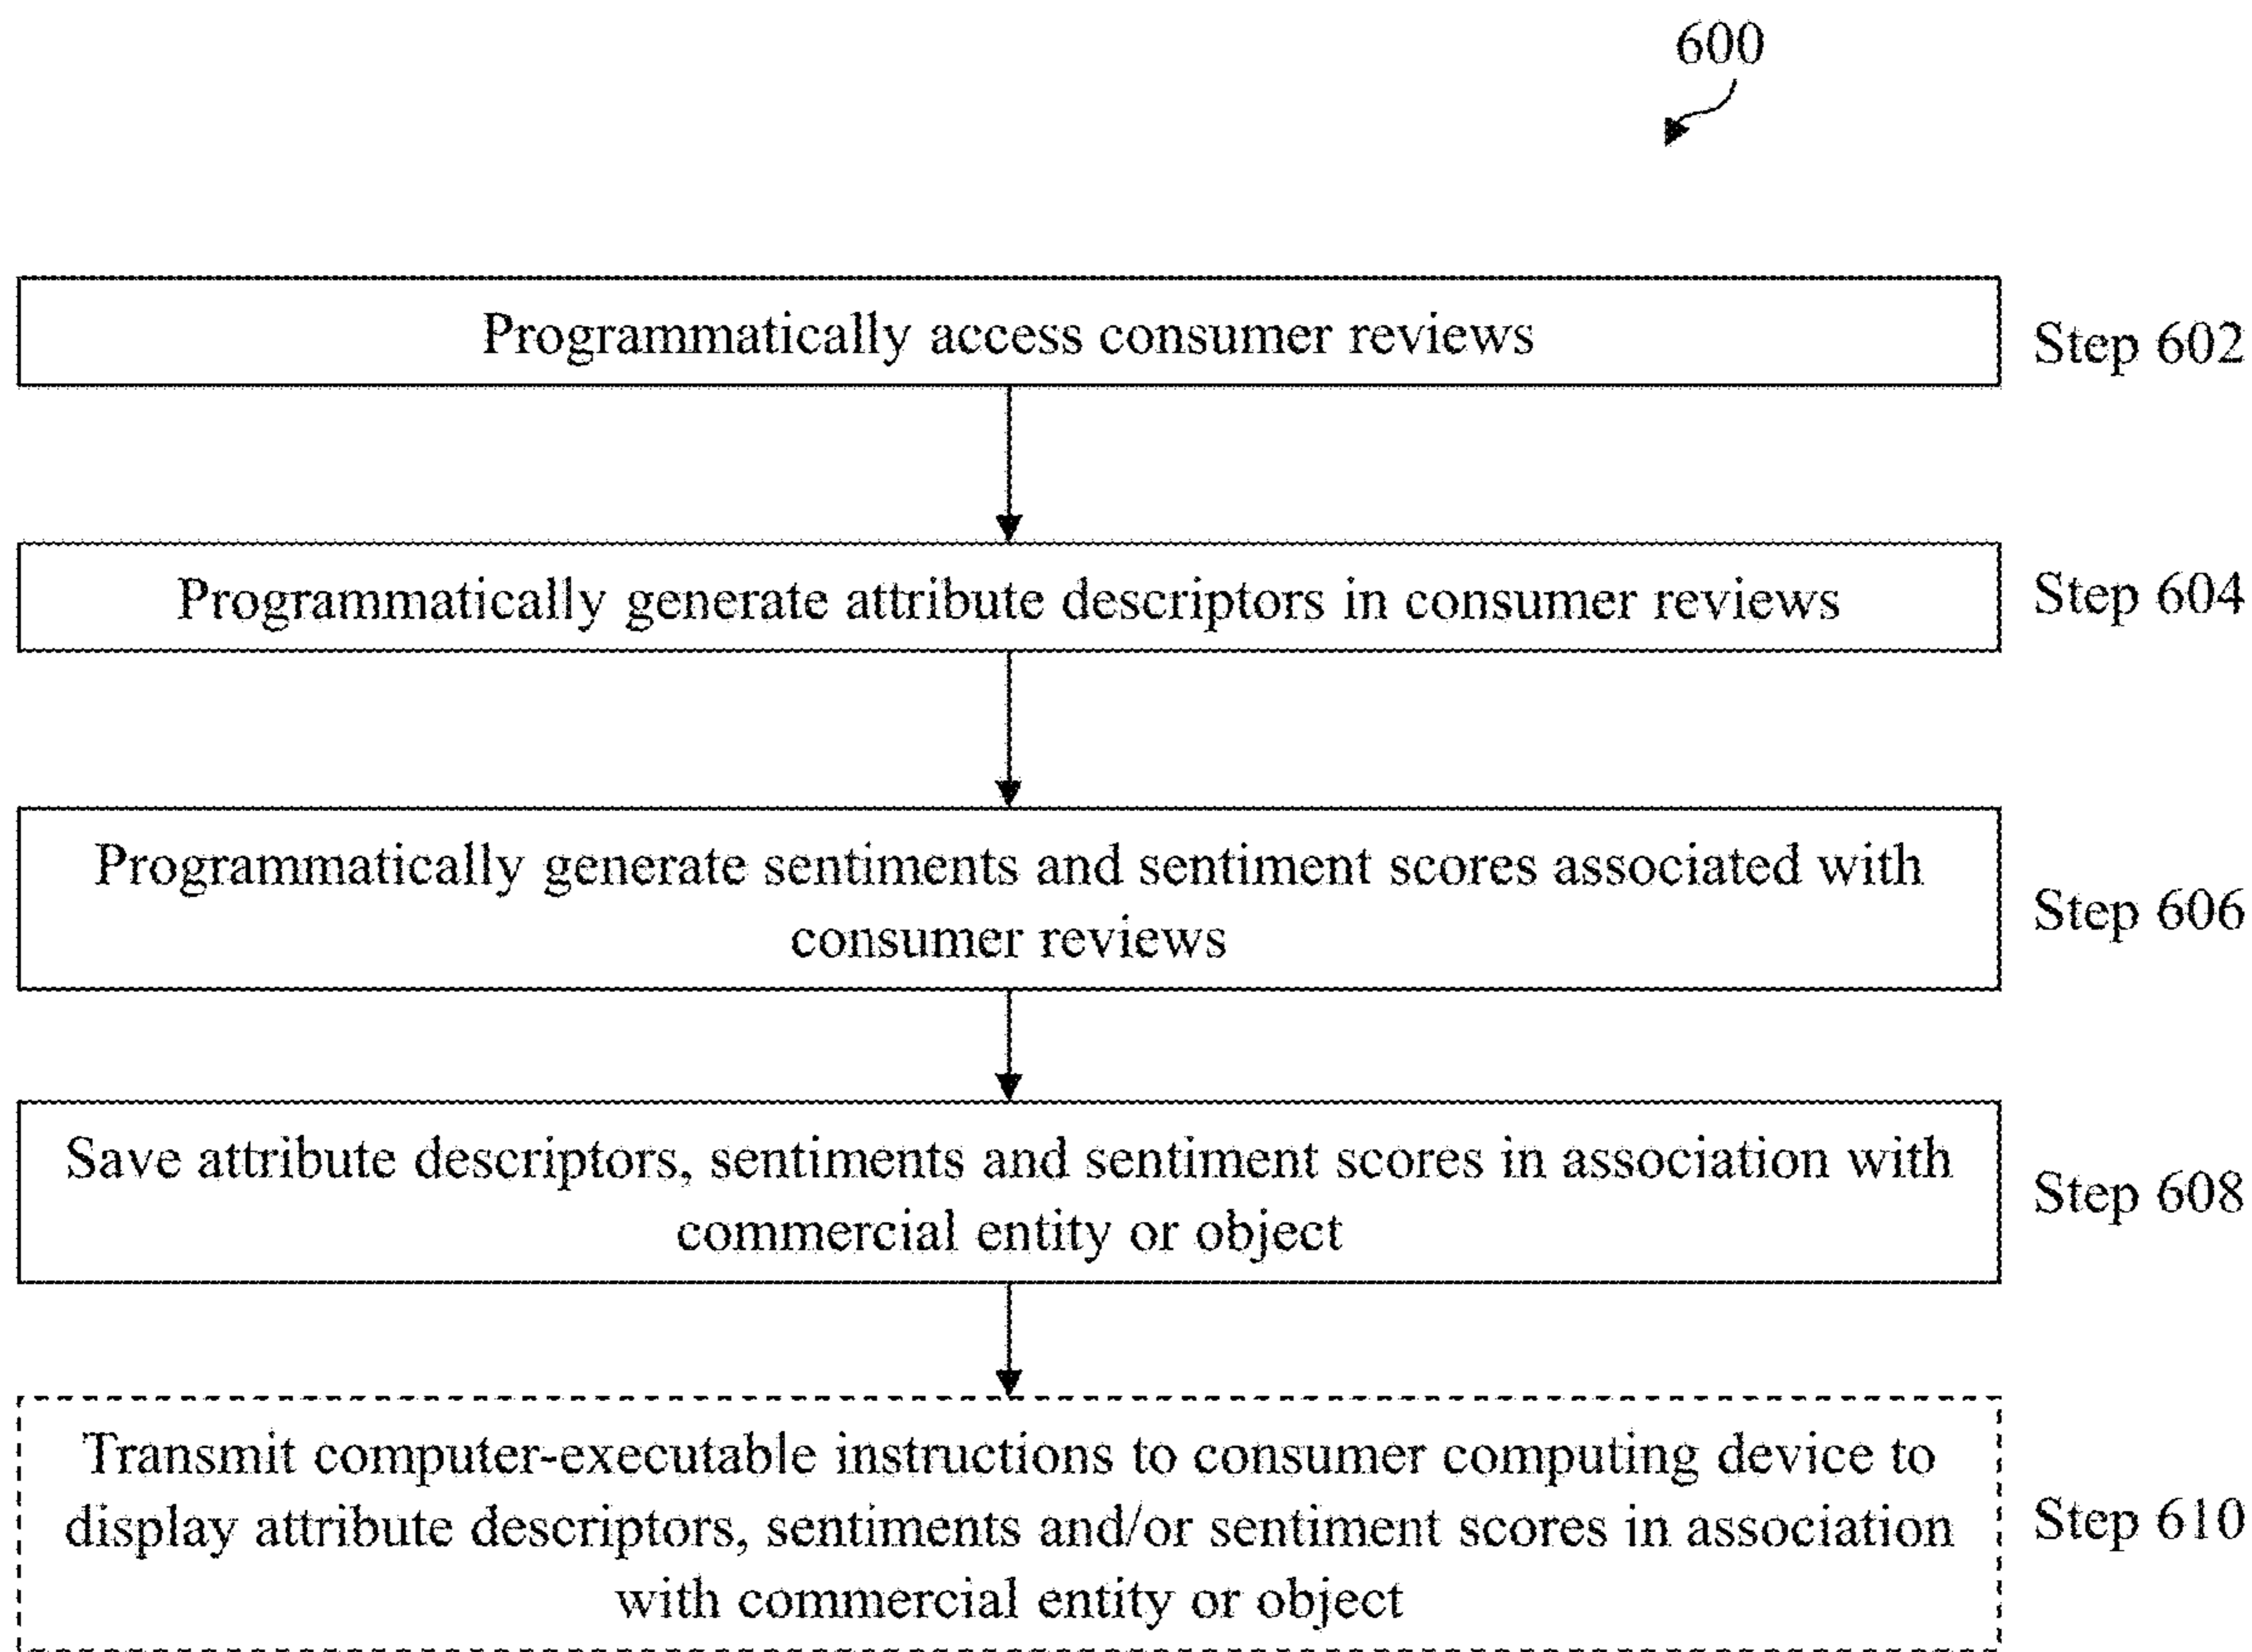 600
Programmatically access consumer reviews
Step 602
Programmatically generate attribute descriptors in consumer reviews
Step 604
Programmatically generate sentiments and sentiment scores associated with
consumer reviews
Step 606
Save attribute descriptors, sentiments and sentiment scores in association with
commercial entity or object
Step 608
Transmit computer-executable instructions to consumer computing device to
display attribute descriptors, sentiments and/or sentiment scores in association
with commercial entity or object
Step 610